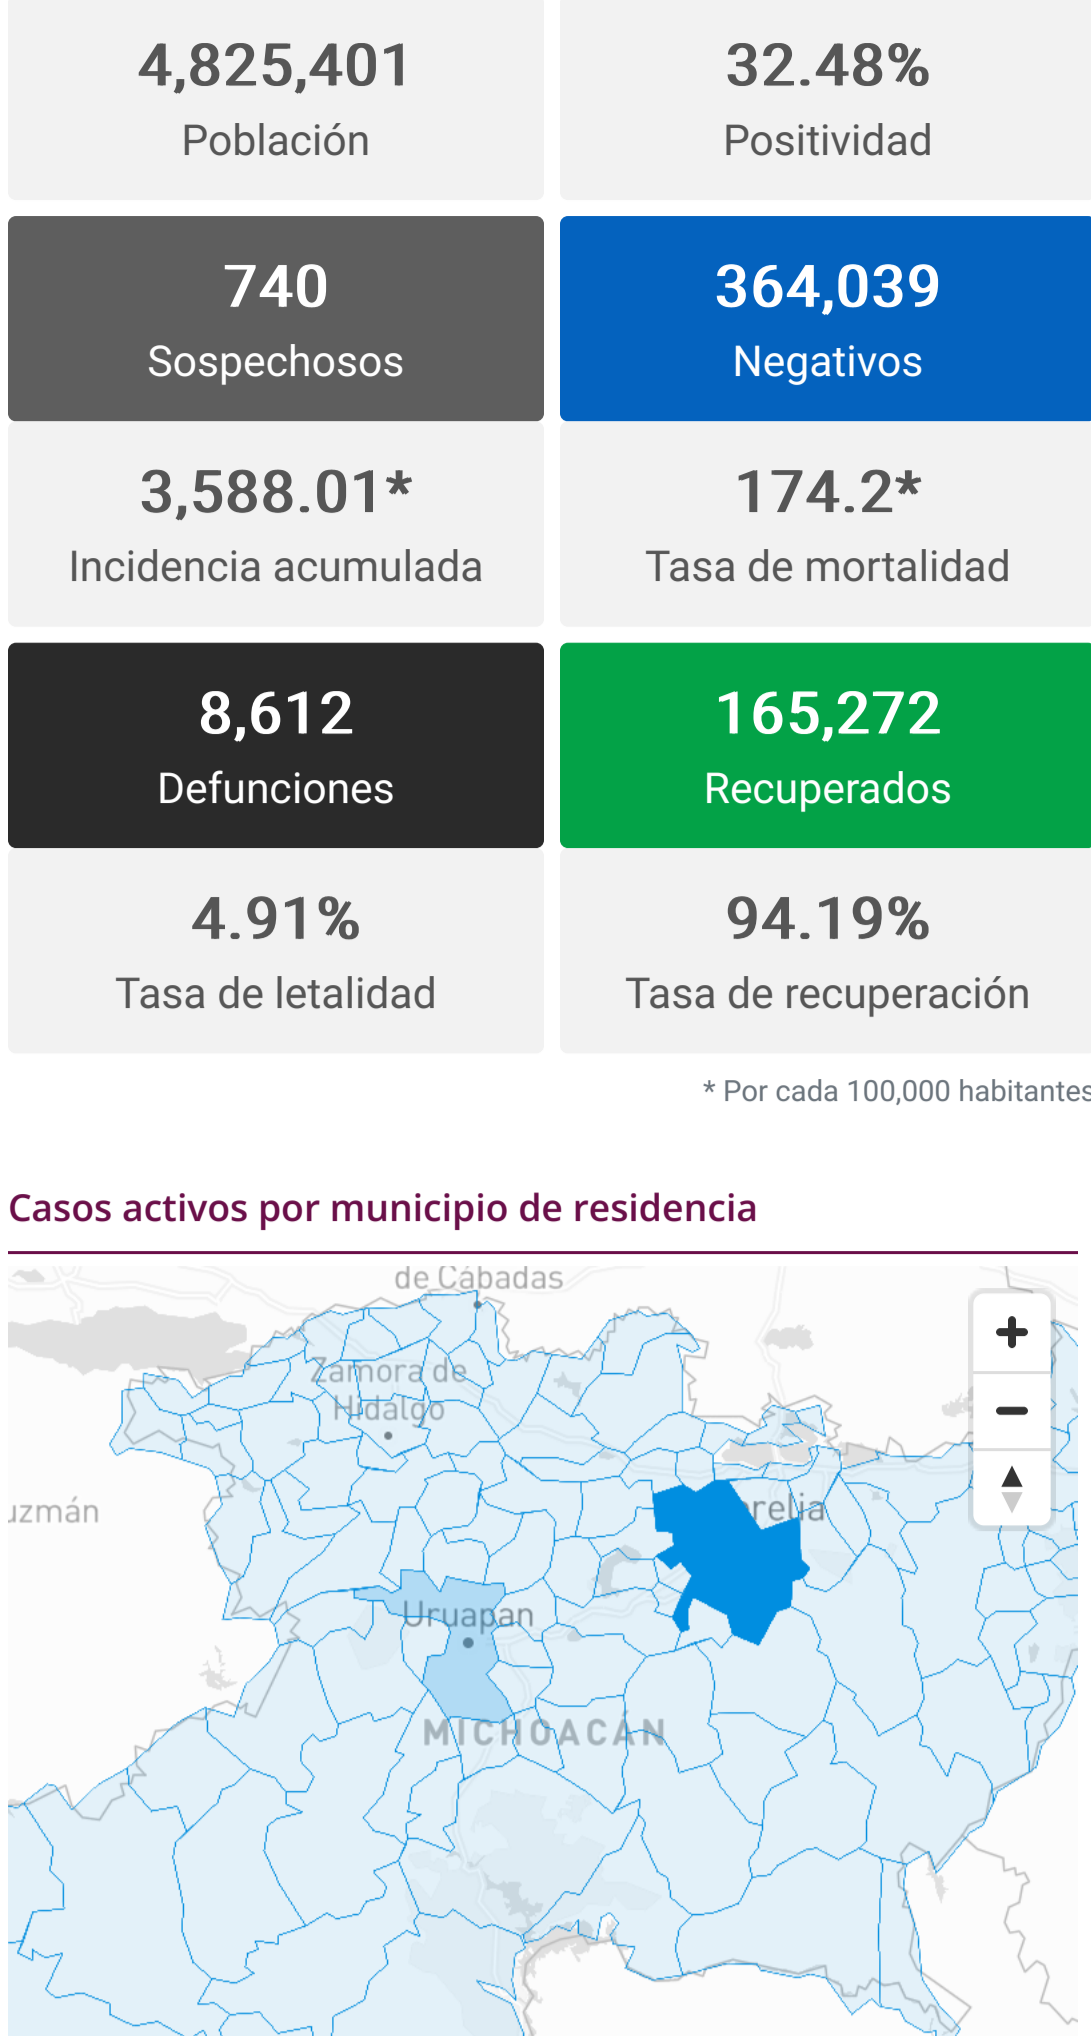 4,825,401
Población
32.48%
Positividad
740
Sospechosos
364,039
Negativos
3,588.01*
Incidencia acumulada
174.2*
Tasa de mortalidad
8,612
Defunciones
165,272
Recuperados
4.91%
Tasa de letalidad
94.19%
Tasa de recuperación
* Por cada 100,000 habitantes
Casos activos por municipio de residencia
de Cabadas
Zamora de
Hidalgo
uzmán
relia
Uruapan
MICHOACÁN